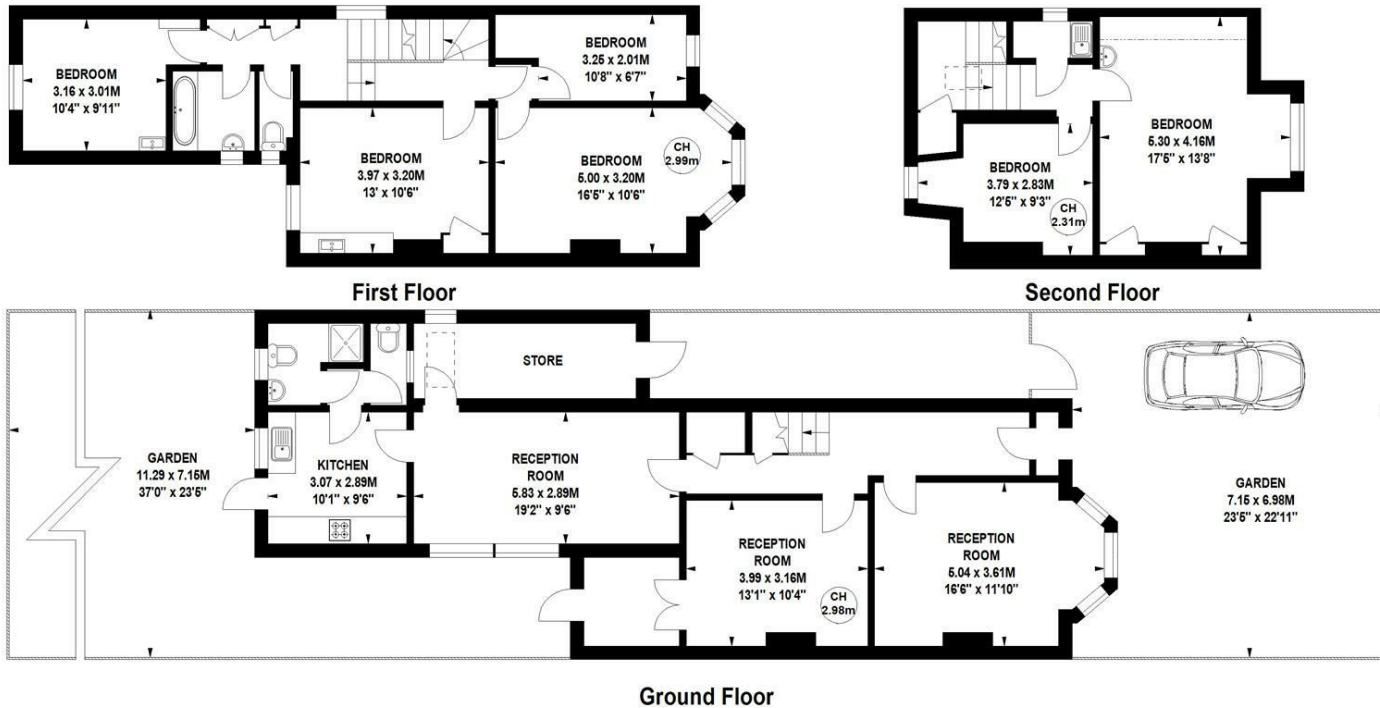 BEDROOM
3.16 x 3.01M
10'4" x 9'11"
BEDROOM
3.25 x 2.01M
10'8" x 6'7"
BEDROOM
3.97 x 3.20M
13' x 10'6"
BEDROOM
5.00 x 3.20M
16'5" x 10'6"
CH
2.99m
First Floor
BEDROOM
5.30 x 4.16M
17'5" x 13'8"
BEDROOM
3.79 x 2.83M
12'5" x 9'3"
CH
2.31m
Second Floor
STORE
GARDEN
11.29 x 7.15M
37'0" x 23'5"
KITCHEN
3.07 x 2.89M
10'1" x 9'6"
RECEPTION
ROOM
5.83 x 2.89M
19'2" x 9'6"
RECEPTION
ROOM
3.99 x 3.16M
13'1" x 10'4"
CH
2.98m
RECEPTION
ROOM
5.04 x 3.61M
16'6" x 11'10"
GARDEN
7.15 x 6.98M
23'5" x 22'11"
Ground Floor